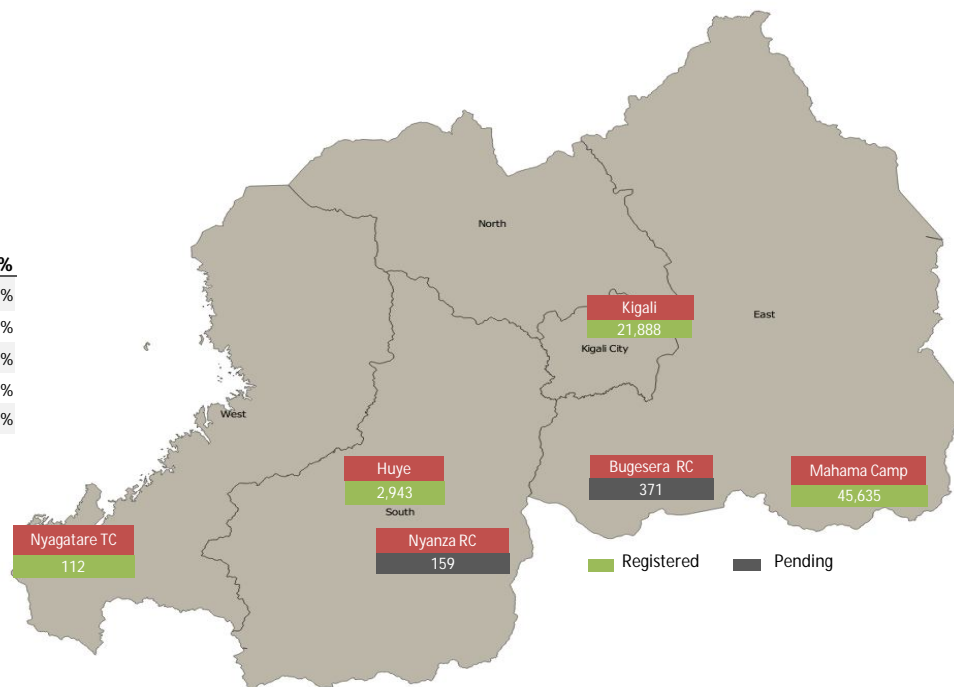 North
%
%
%
%
%
%
Kigali
21,888
East
Kigali City
West
Huye
2,943
South
Bugesera RC
371
Mahama Camp
45,635
Nyagatare TC
112
Nyanza RC
159
Registered
Pending